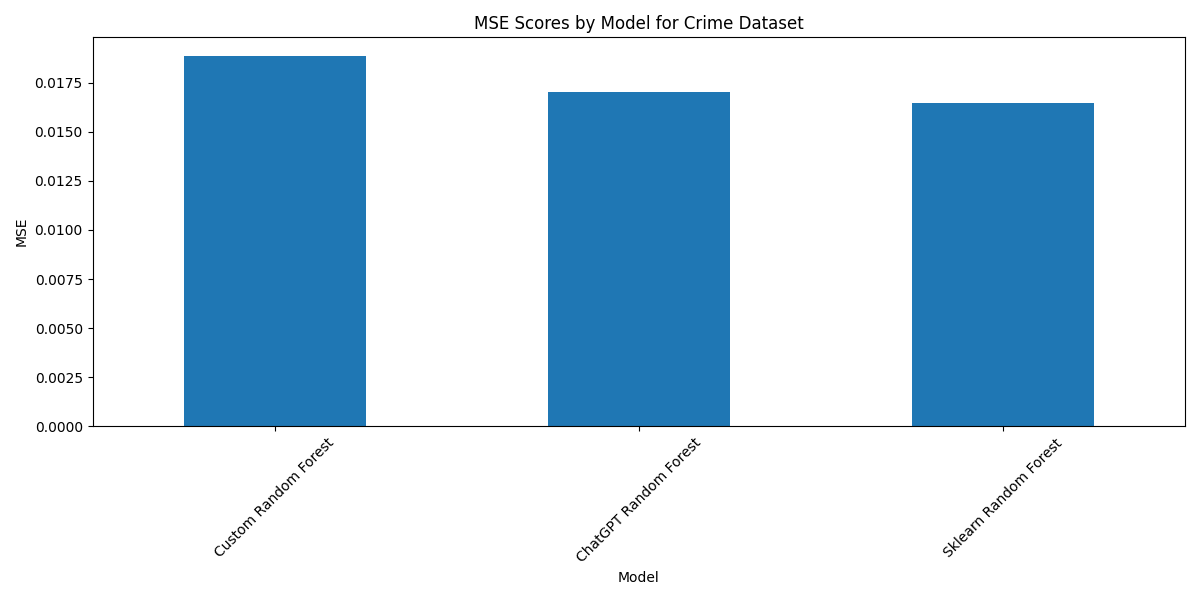 MSE Scores by Model for Crime Dataset
0.0175
0.0150
0.0125
0.0100
0.0075
0.0050
0.0025
0.0000
MSE
Custom Random Forest
ChatGPT Random Forest
Sklearn Random Forest
Model